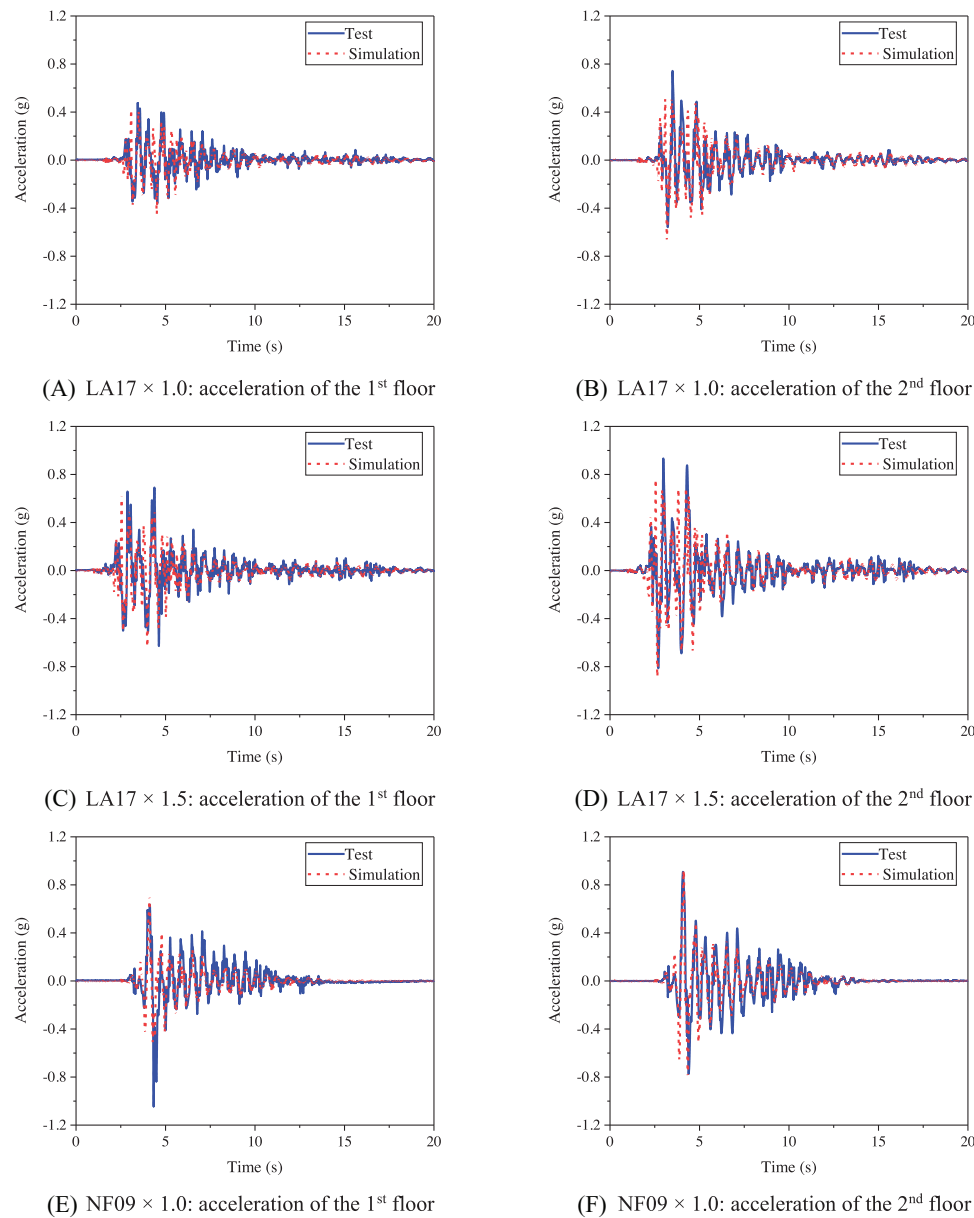 1.2
0.8
0.4
0.0
-0.4
-0.8
-1.2
Acceleration (g)
Test
Simulation
0 5 10 15 20
Time (s)
(A) LA17 × 1.0: acceleration of the 1st floor
1.2
0.8
0.4
0.0
-0.4
-0.8
-1.2
Acceleration (g)
Test
Simulation
0 5 10 15 20
Time (s)
(B) LA17 × 1.0: acceleration of the 2nd floor
1.2
0.8
0.4
0.0
-0.4
-0.8
-1.2
Acceleration (g)
Test
Simulation
0 5 10 15 20
Time (s)
(C) LA17 × 1.5: acceleration of the 1st floor
1.2
0.8
0.4
0.0
-0.4
-0.8
-1.2
Acceleration (g)
Test
Simulation
0 5 10 15 20
Time (s)
(D) LA17 × 1.5: acceleration of the 2nd floor
1.2
0.8
0.4
0.0
-0.4
-0.8
-1.2
Acceleration (g)
Test
Simulation
0 5 10 15 20
Time (s)
(E) NF09 × 1.0: acceleration of the 1st floor
1.2
0.8
0.4
0.0
-0.4
-0.8
-1.2
Acceleration (g)
Test
Simulation
0 5 10 15 20
Time (s)
(F) NF09 × 1.0: acceleration of the 2nd floor